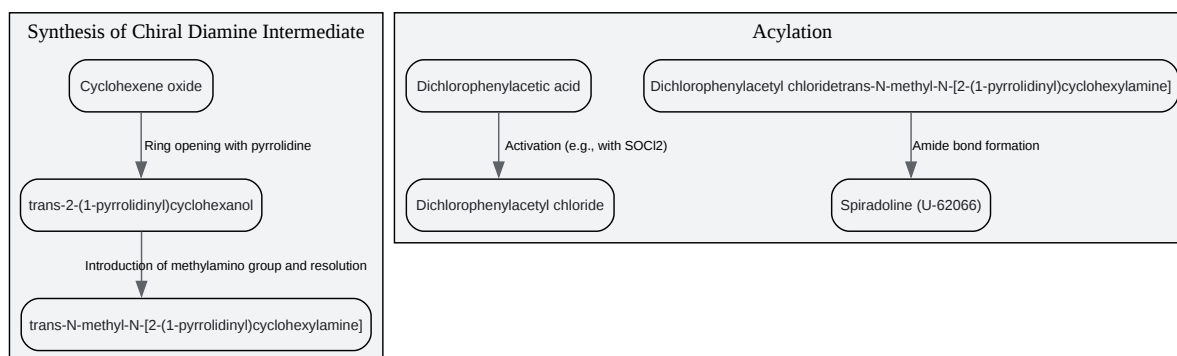 Synthesis of Chiral Diamine Intermediate
Cyclohexene oxide
Ring opening with pyrrolidine
trans-2-(1-pyrrolidinyl)cyclohexanol
Introduction of methylamino group and resolution
trans-N-methyl-N-[2-(1-pyrrolidinyl)cyclohexylamine]
Acylation
Dichlorophenylacetic acid
Activation (e.g., with SOCl2)
Dichlorophenylacetyl chloride
Dichlorophenylacetyl chloridetrans-N-methyl-N-[2-(1-pyrrolidinyl)cyclohexylamine]
Amide bond formation
Spiradoline (U-62066)